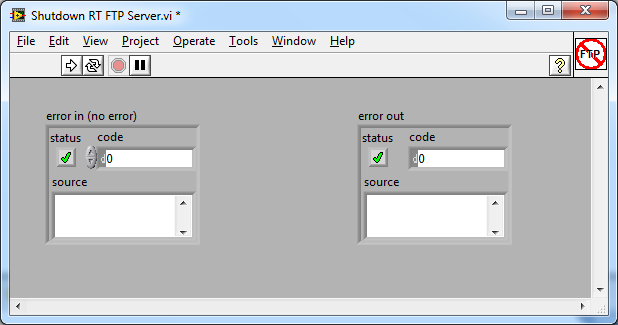 Shutdown RT FTP Server.vi *
File Edit View Project Operate Tools Window Help
FTP
?
error in (no error)
status code
d 0
source
error out
status code
d 0
source